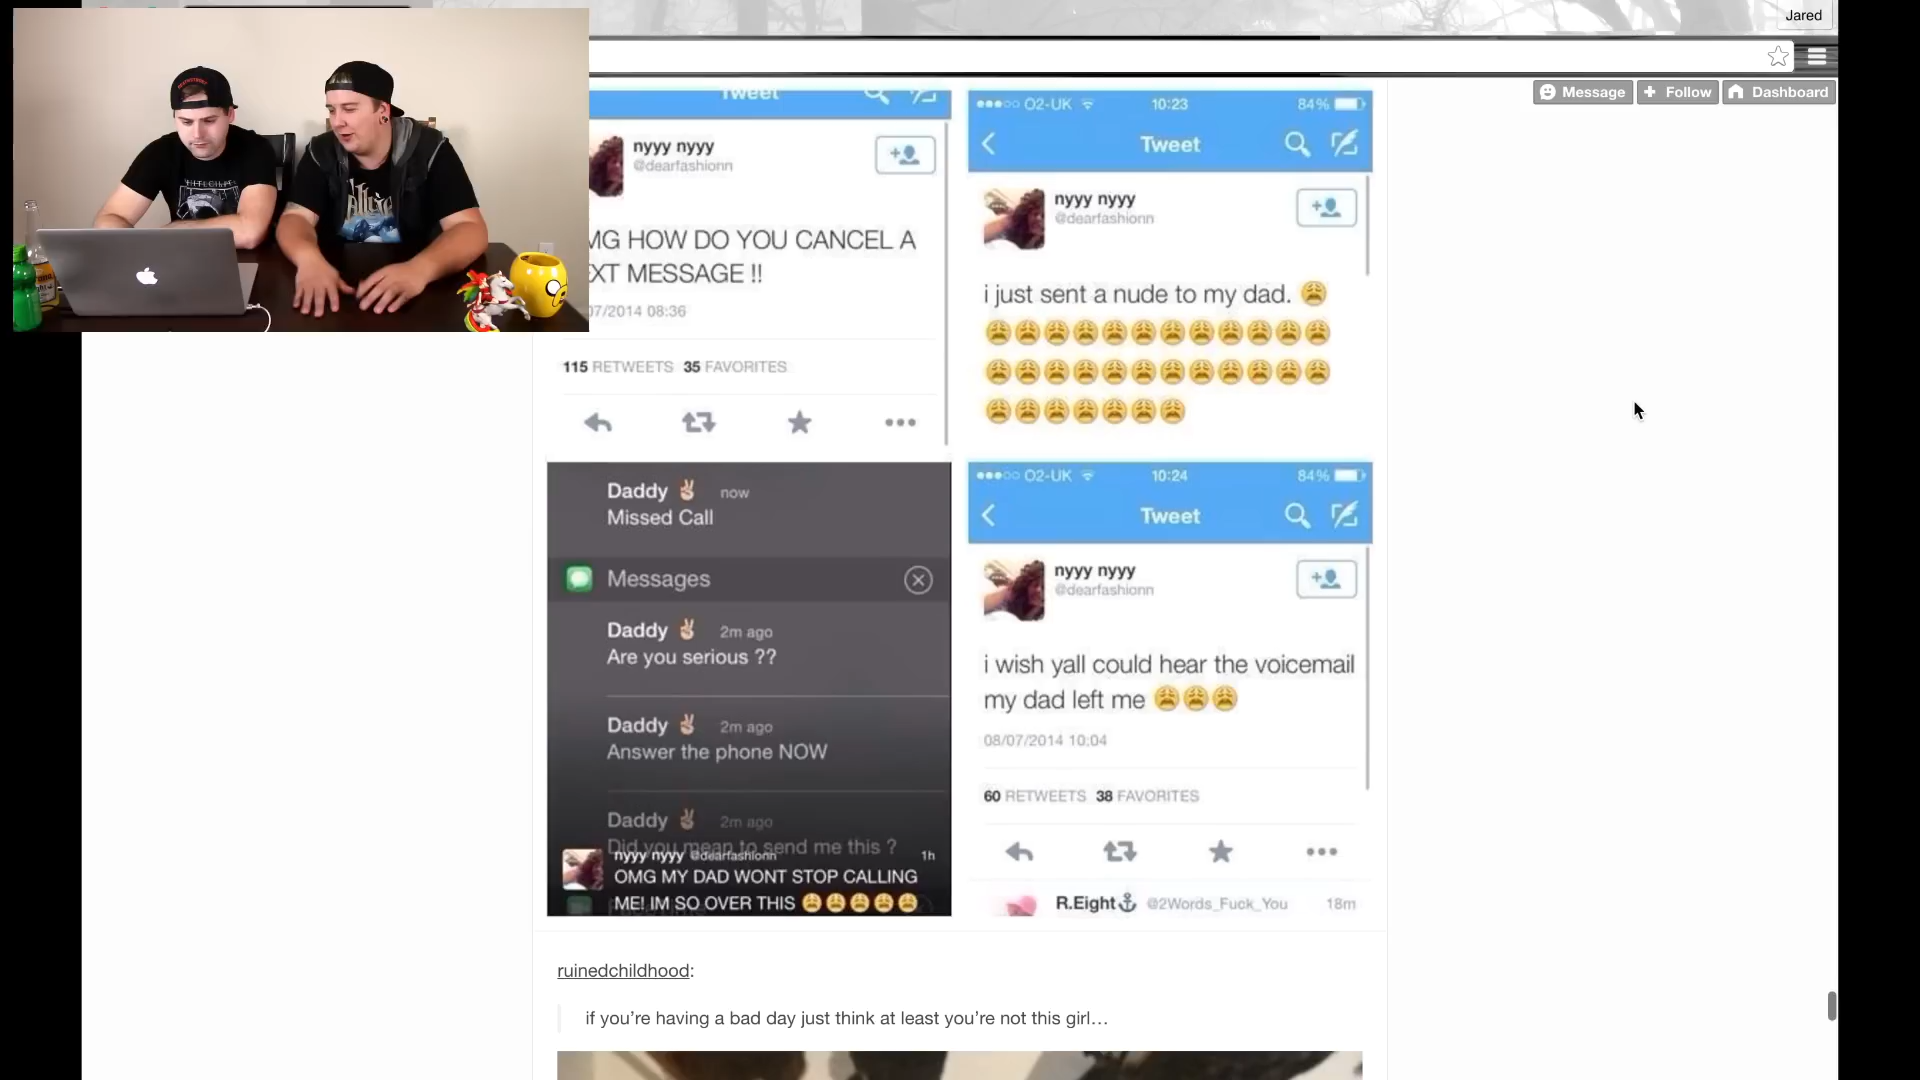 Jared
Message
Follow
Dashboard
Tweet
nyyy nyyy
@dearfashionn
MG HOW DO YOU CANCEL A
XT MESSAGE !!
07/2014 08:36
115 RETWEETS 35 FAVORITES
●●●○○ O2-UK 10:23 84%
Tweet
nyyy nyyy
@dearfashionn
i just sent a nude to my dad. 😩
😩😩😩😩😩😩😩😩😩😩😩😩
😩😩😩😩😩😩😩😩😩😩😩😩
😩😩😩😩😩😩😩
Daddy ✌ now
Missed Call
Messages
Daddy ✌ 2m ago
Are you serious ??
Daddy ✌ 2m ago
Answer the phone NOW
Daddy ✌ 2m ago
Did you mean to send me this ?
nyyy nyyy @dearfashionn 1h
OMG MY DAD WONT STOP CALLING
ME! IM SO OVER THIS 😩😩😩😩😩
●●●○○ O2-UK 10:24 84%
Tweet
nyyy nyyy
@dearfashionn
i wish yall could hear the voicemail
my dad left me 😩😩😩
08/07/2014 10:04
60 RETWEETS 38 FAVORITES
R.Eight⚓ @2Words_Fuck_You 18m
ruinedchildhood:
if you’re having a bad day just think at least you’re not this girl…